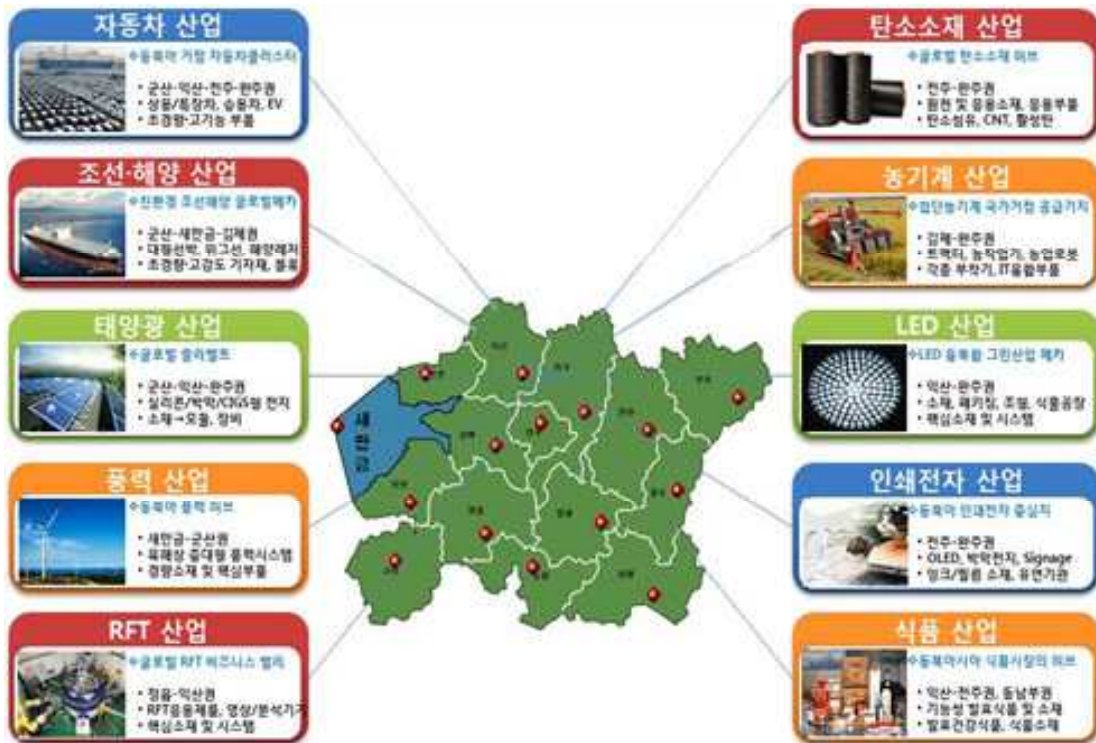 자동차 산업
❖동북아 거점 자동차클러스터
- 군산-익산-전주-완주권
- 상용/특장차, 승용차, EV
- 초경량·고기능 부품
조선·해양 산업
❖친환경 조선해양 글로벌메카
- 군산-새만금-김제권
- 대형선박, 위그선, 해양레저
- 초경량·고강도 기자재, 블록
태양광 산업
❖글로벌 솔라벨트
- 군산-익산-완주권
- 실리콘/박막/CIGS형 전지
- 소재→모듈, 장비
풍력 산업
❖동북아 풍력 허브
- 새만금-군산권
- 육해상 중대형 풍력시스템
- 경량소재 및 핵심부품
RFT 산업
❖글로벌 RFT 비즈니스 밸리
- 정읍-익산권
- RFT응용제품, 영상/분석기기
- 핵심소재 및 시스템
새만금
탄소소재 산업
❖글로벌 탄소소재 허브
- 전주-완주권
- 원천 및 응용소재, 응용부품
- 탄소섬유, CNT, 활성탄
농기계 산업
❖첨단농기계 국가거점 공급기지
- 김제-완주권
- 트랙터, 농작업기, 농업로봇
- 각종 부착기, IT융합부품
LED 산업
❖LED 융복합 그린산업 메카
- 익산-완주권
- 소재, 패키징, 조명, 식물공장
- 핵심소재 및 시스템
인쇄전자 산업
❖동북아 인쇄전자 중심지
- 전주-완주권
- OLED, 박막전지, Signage
- 잉크/필름 소재, 유연기판
식품 산업
❖동북아시아 식품시장의 허브
- 익산-전주권, 동남부권
- 기능성 발효식품 및 소재
- 발효건강식품, 식품소재